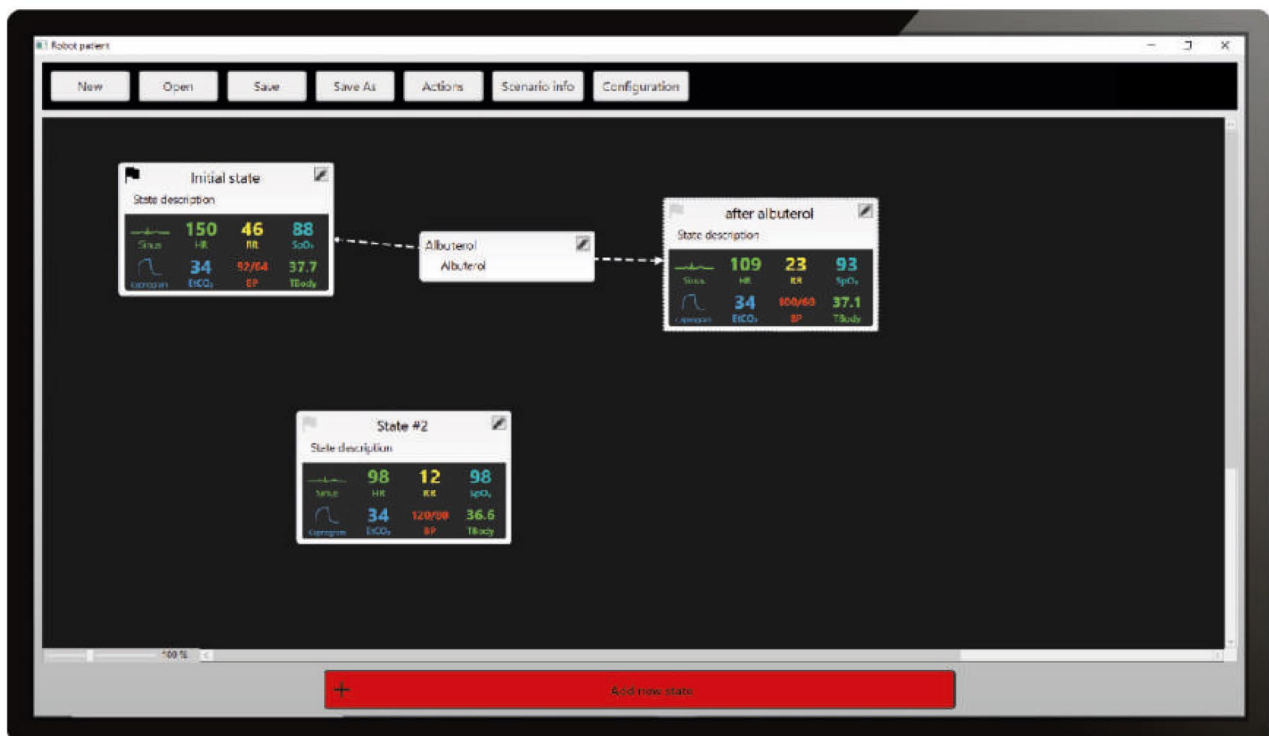 Robot patient
New Open Save Save As Actions Scenario info Configuration
Initial state
State description
150 46 88
Sinus HR RR SpO₂
34 92/64 37.7
Capnogram EtCO₂ BP TBody
Albuterol
Albuterol
after albuterol
State description
109 23 93
Sinus HR RR SpO₂
34 100/60 37.1
Capnogram EtCO₂ BP TBody
State #2
State description
98 12 98
Sinus HR RR SpO₂
34 120/80 36.6
Capnogram EtCO₂ BP TBody
100 %
+ Add new state